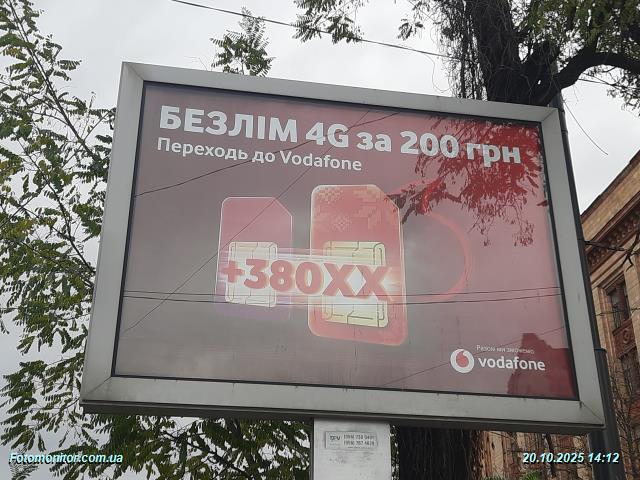 БЕЗЛІМ 4G за 200 грн
Переходь до Vodafone
+380XX
Разом ми зможемо
vodafone
Fotomonitor.com.ua
20.10.2025 14:12